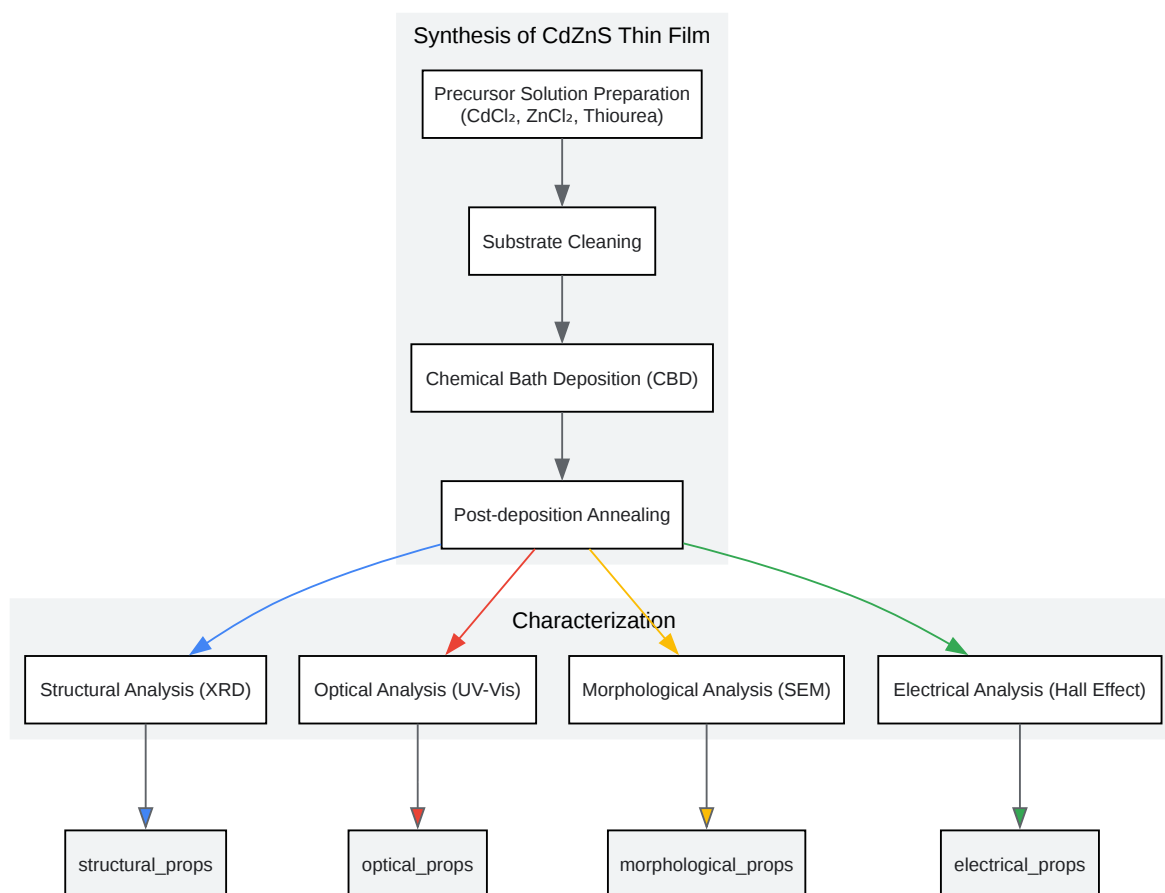 Synthesis of CdZnS Thin Film
Precursor Solution Preparation
(CdCl₂, ZnCl₂, Thiourea)
Substrate Cleaning
Chemical Bath Deposition (CBD)
Post-deposition Annealing
Characterization
Structural Analysis (XRD)
Optical Analysis (UV-Vis)
Morphological Analysis (SEM)
Electrical Analysis (Hall Effect)
structural_props
optical_props
morphological_props
electrical_props